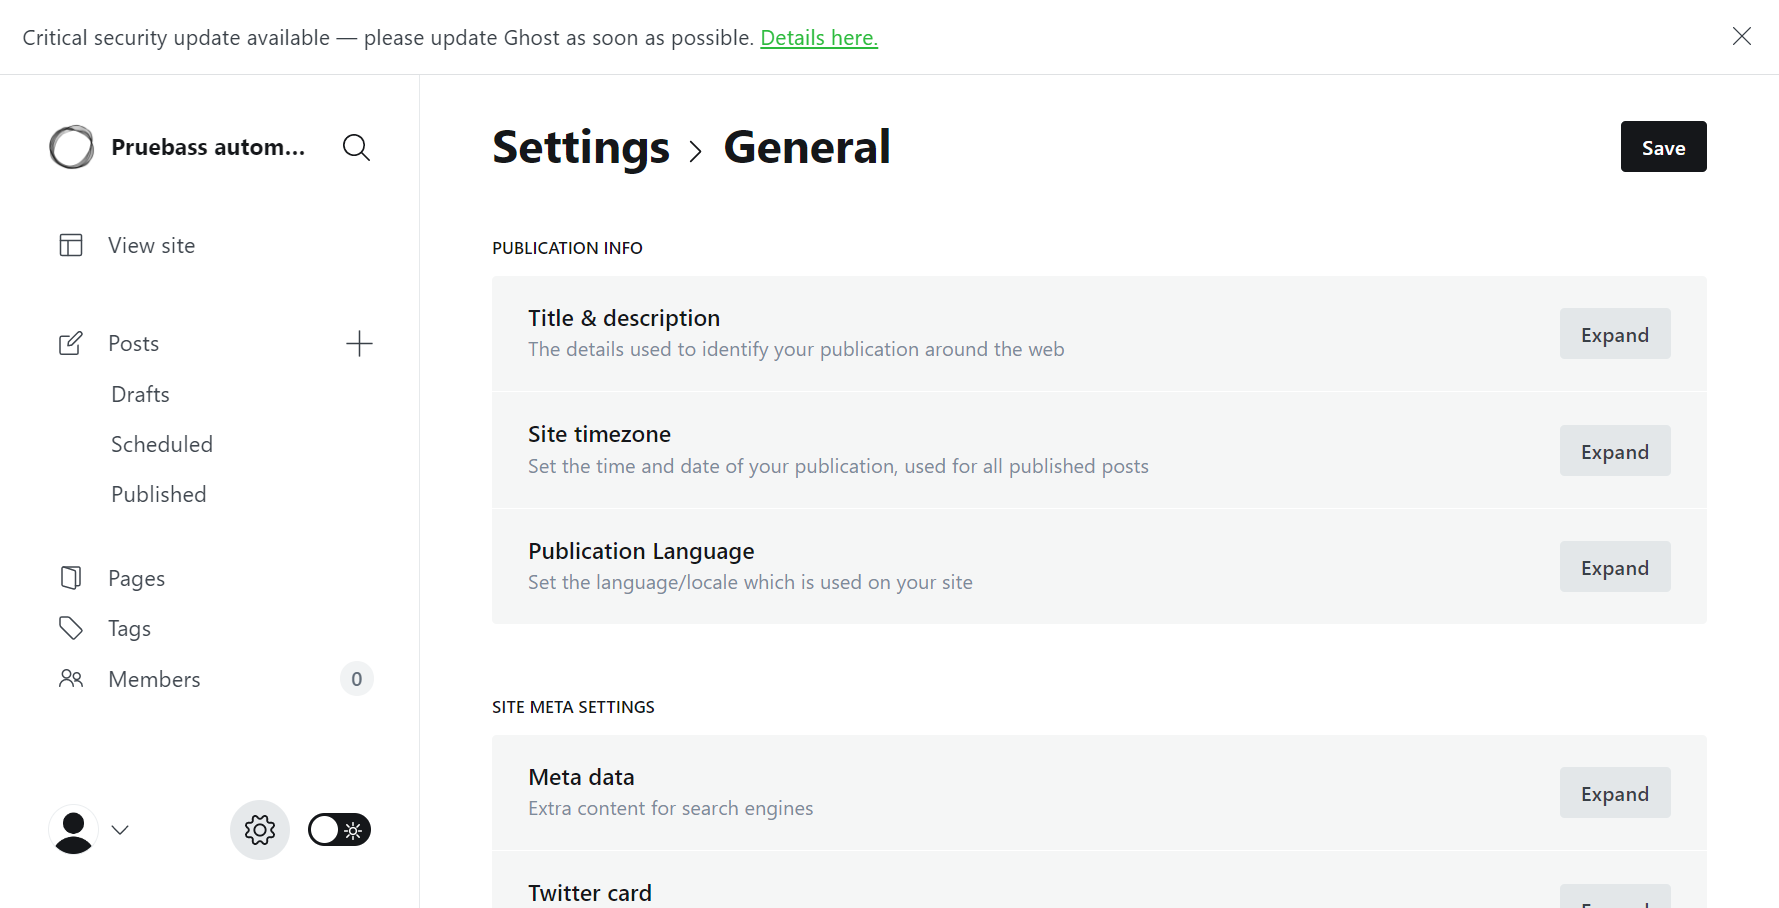 Critical security update available — please update Ghost as soon as possible. Details here.
Pruebass autom...
View site
Posts
Drafts
Scheduled
Published
Pages
Tags
Members 0
Settings › General
Save
PUBLICATION INFO
Title & description
The details used to identify your publication around the web
Expand
Site timezone
Set the time and date of your publication, used for all published posts
Expand
Publication Language
Set the language/locale which is used on your site
Expand
SITE META SETTINGS
Meta data
Extra content for search engines
Expand
Twitter card